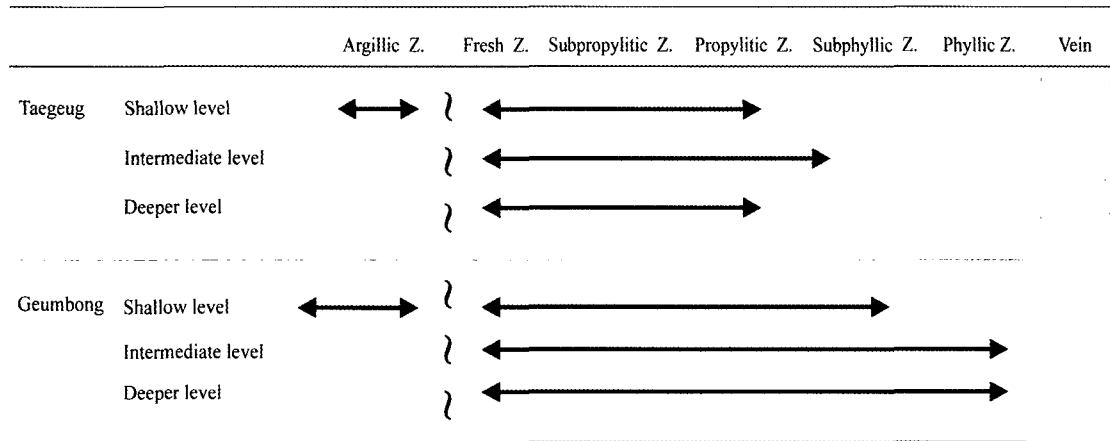 Argillic Z. Fresh Z. Subpropylitic Z. Propylitic Z. Subphyllic Z. Phyllic Z. Vein
Taegeug Shallow level
Intermediate level
Deeper level
Geumbong Shallow level
Intermediate level
Deeper level